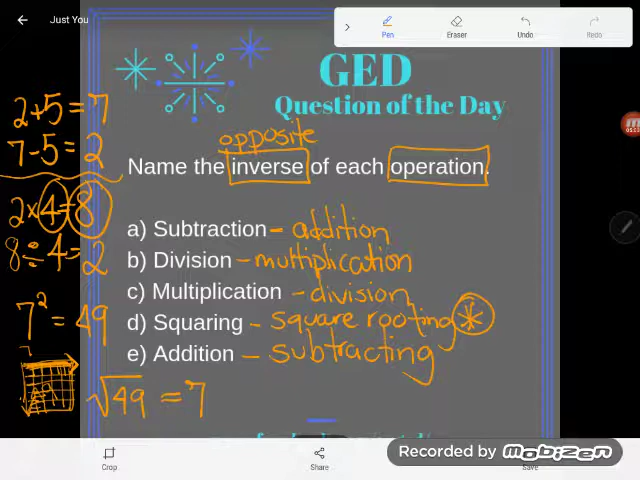 Just You
Pen
Eraser
Undo
Redo
GED
Question of the Day
2+5=7
7-5=2
opposite
Name the inverse of each operation.
2×4=8
8÷4=2
a) Subtraction - addition
b) Division - multiplication
c) Multiplication - division
7²=49
d) Squaring - Square rooting *
e) Addition - Subtracting
7
49
√49 = 7
Crop
Share
Save
Recorded by Mobizen